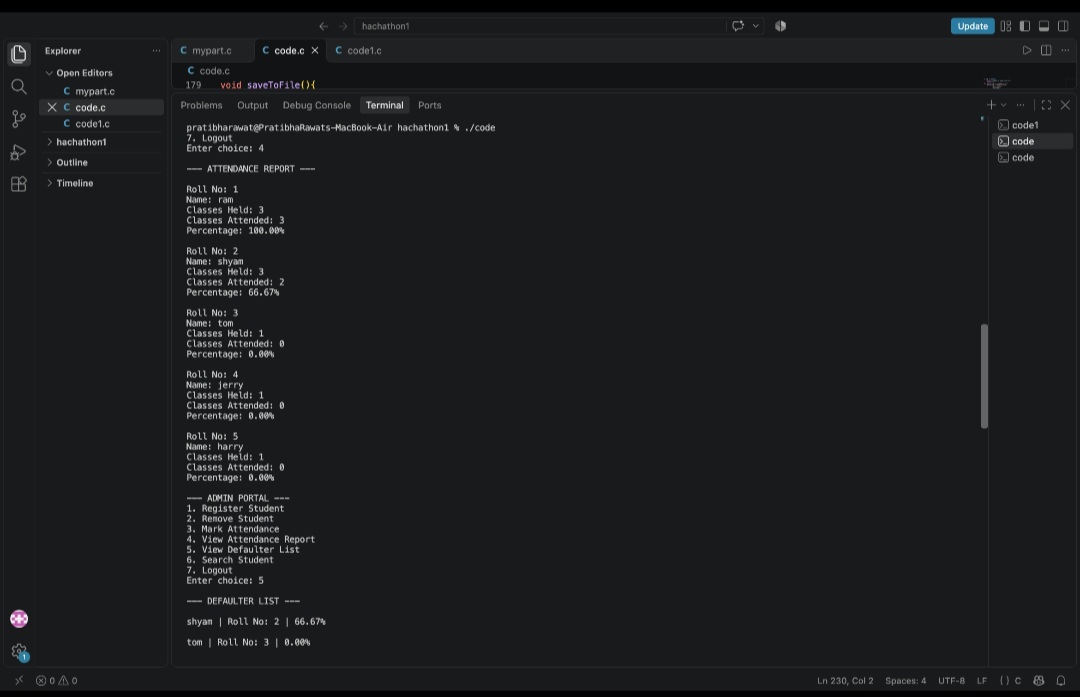 hachathon1
Update
Explorer
Open Editors
mypart.c
code.c
code1.c
hachathon1
Outline
Timeline
C mypart.c
C code.c
C code1.c
C code.c
179 void saveToFile(){
Problems Output Debug Console Terminal Ports
pratibharawat@PratibhaRawats-MacBook-Air hachathon1 % ./code
7. Logout
Enter choice: 4
--- ATTENDANCE REPORT ---
Roll No: 1
Name: ram
Classes Held: 3
Classes Attended: 3
Percentage: 100.00%
Roll No: 2
Name: shyam
Classes Held: 3
Classes Attended: 2
Percentage: 66.67%
Roll No: 3
Name: tom
Classes Held: 1
Classes Attended: 0
Percentage: 0.00%
Roll No: 4
Name: jerry
Classes Held: 1
Classes Attended: 0
Percentage: 0.00%
Roll No: 5
Name: harry
Classes Held: 1
Classes Attended: 0
Percentage: 0.00%
--- ADMIN PORTAL ---
1. Register Student
2. Remove Student
3. Mark Attendance
4. View Attendance Report
5. View Defaulter List
6. Search Student
7. Logout
Enter choice: 5
--- DEFAULTER LIST ---
shyam | Roll No: 2 | 66.67%
tom | Roll No: 3 | 0.00%
code1
code
code
1
0 0
Ln 230, Col 2 Spaces: 4 UTF-8 LF {} C